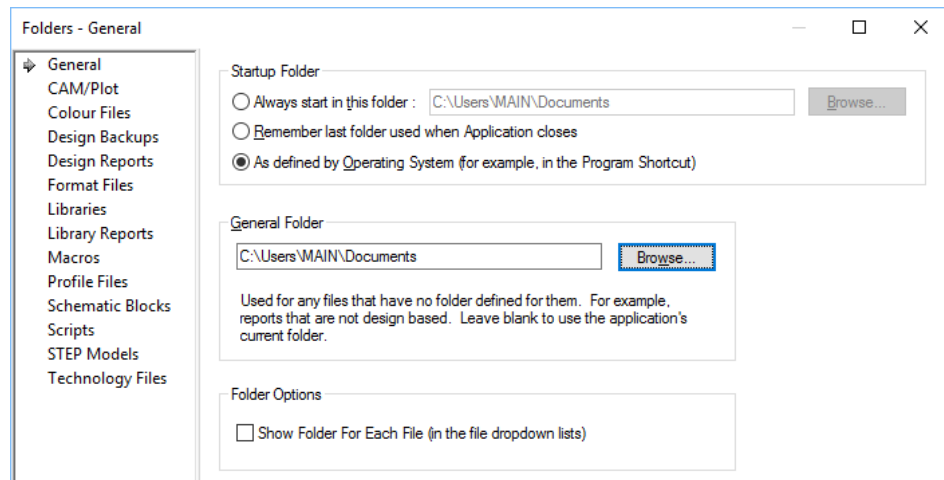 Folders - General
General
CAM/Plot
Colour Files
Design Backups
Design Reports
Format Files
Libraries
Library Reports
Macros
Profile Files
Schematic Blocks
Scripts
STEP Models
Technology Files
Startup Folder
Always start in this folder : C:\Users\MAIN\Documents Browse...
Remember last folder used when Application closes
As defined by Operating System (for example, in the Program Shortcut)
General Folder
C:\Users\MAIN\Documents Browse...
Used for any files that have no folder defined for them. For example,
reports that are not design based. Leave blank to use the application's
current folder.
Folder Options
Show Folder For Each File (in the file dropdown lists)